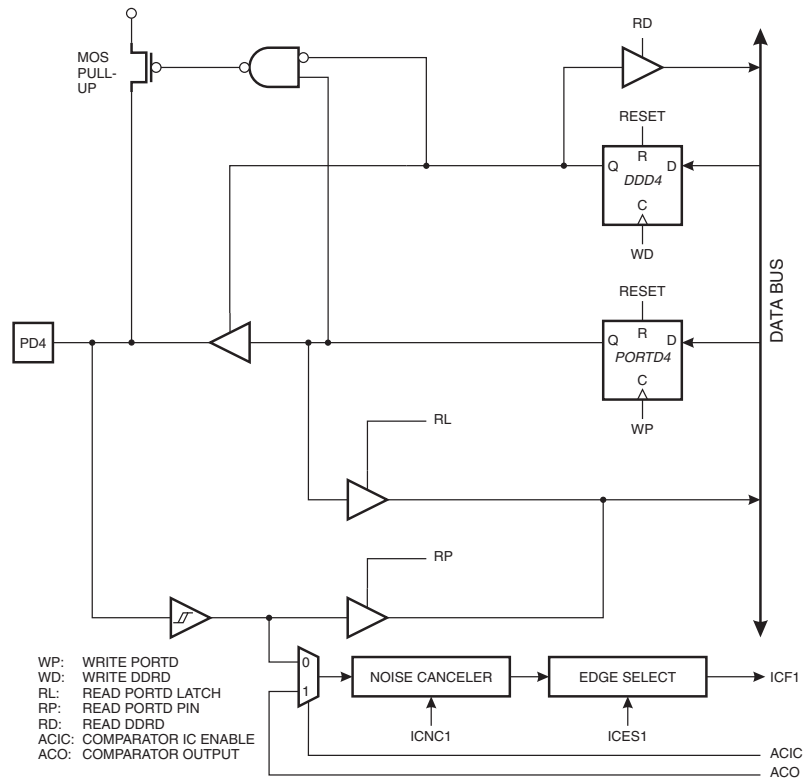 RD
MOS
PULL-
UP
RESET
R
Q
D
DDD4
C
WD
DATA BUS
RESET
R
PD4
Q
D
PORTD4
C
WP
RL
RP
WP: WRITE PORTD
WD: WRITE DDRD
RL: READ PORTD LATCH
RP: READ PORTD PIN
RD: READ DDRD
ACIC: COMPARATOR IC ENABLE
ACO: COMPARATOR OUTPUT
0
1
NOISE CANCELER
EDGE SELECT
ICF1
ICNC1
ICES1
ACIC
ACO